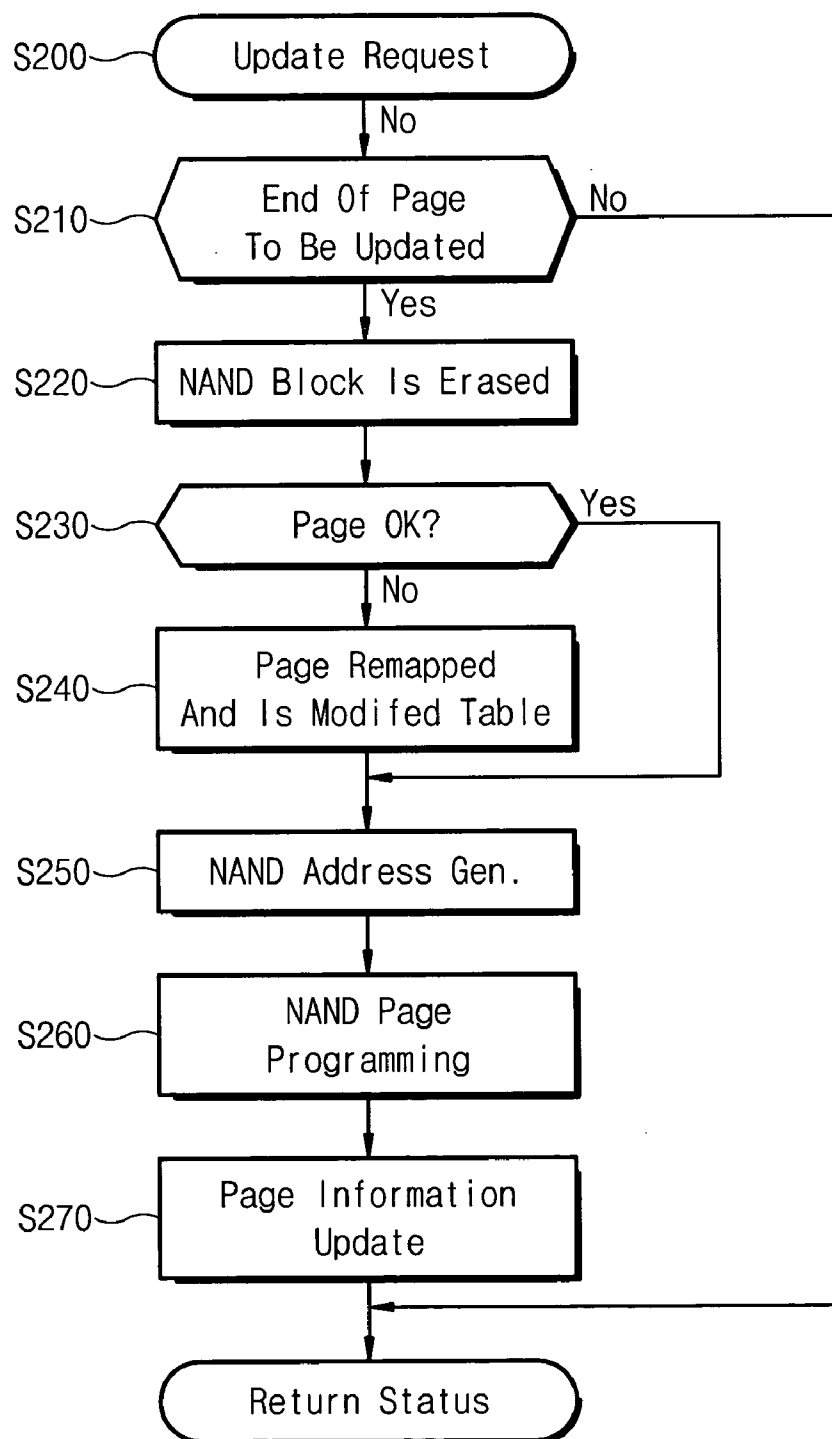 S200
Update Request
No
S210
End Of Page
To Be Updated
No
Yes
S220
NAND Block Is Erased
S230
Page OK?
Yes
No
S240
Page Remapped
And Is Modifed Table
S250
NAND Address Gen.
S260
NAND Page
Programming
S270
Page Information
Update
Return Status